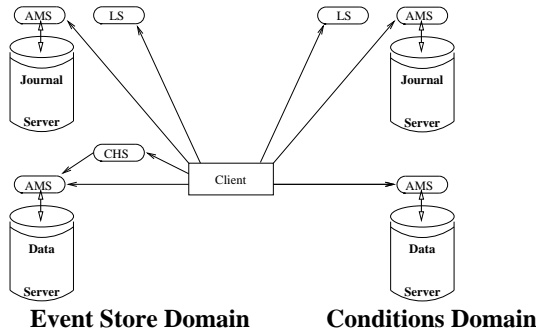 AMS LS LS AMS
Journal Journal
Server Server
CHS
AMS Client AMS
Data Data
Server Server
Event Store Domain Conditions Domain